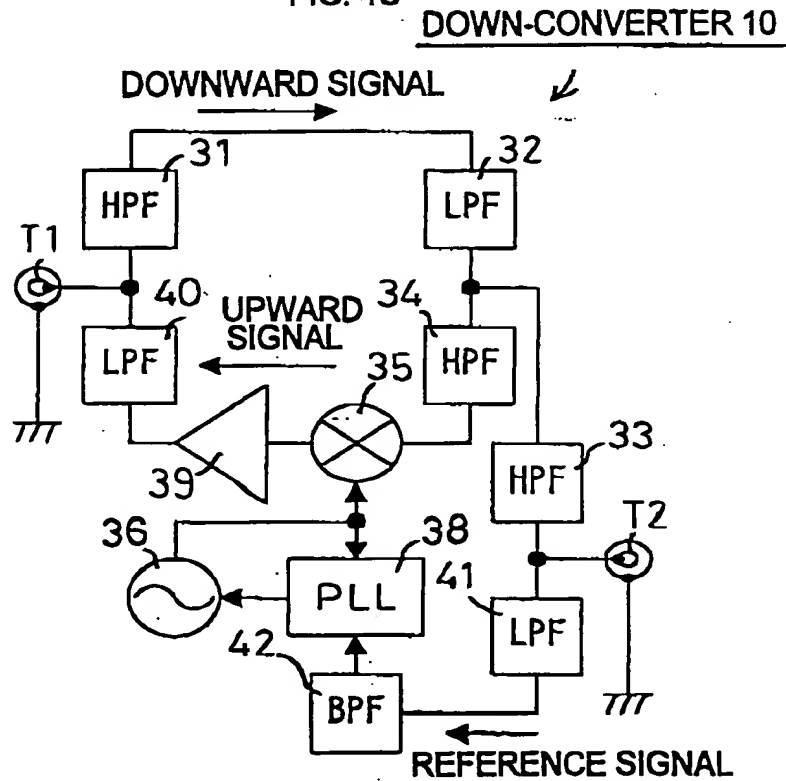 DOWN-CONVERTER 10
DOWNWARD SIGNAL
31
HPF
32
LPF
T1
40
LPF
UPWARD
SIGNAL
34
HPF
35
39
33
HPF
T2
36
38
PLL
41
LPF
42
BPF
REFERENCE SIGNAL